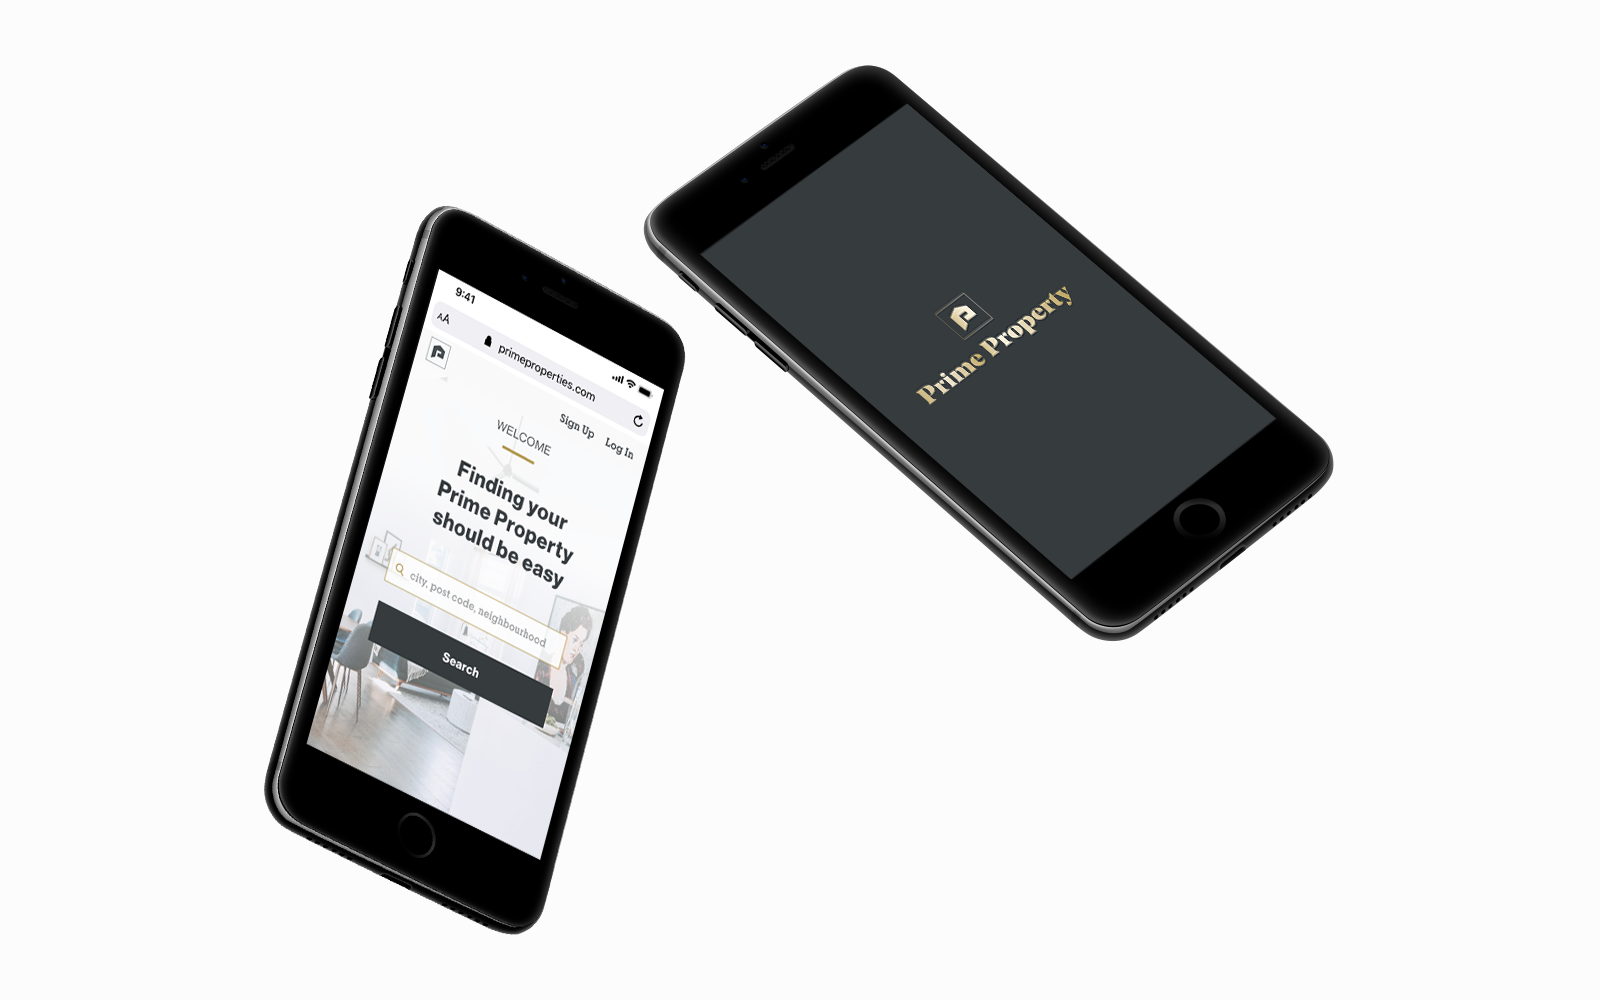 9:41
AA
primeproperties.com
Sign Up
Log In
WELCOME
Finding your
Prime Property
should be easy
city, post code, neighbourhood
Search
Prime Property